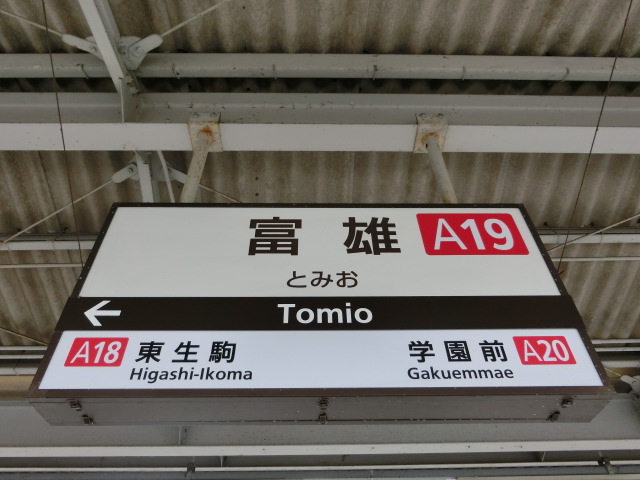 富雄 A19
とみお
← Tomio
A18 東生駒 学園前 A20
Higashi-Ikoma Gakuemmae